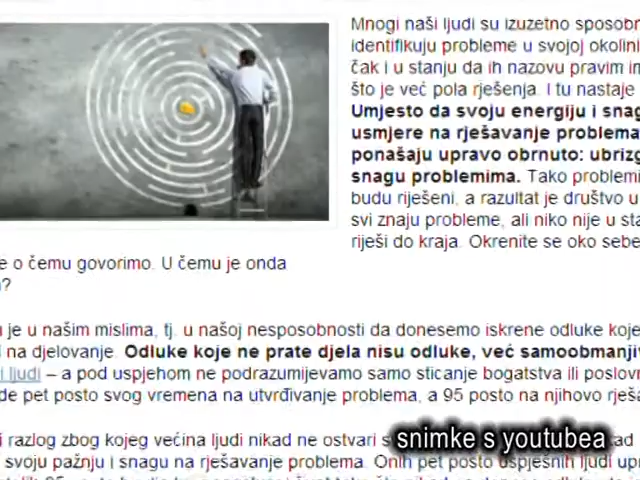 Mnogi naši ljudi su izuzetno sposobn
identifikuju probleme u svojoj okolini
čak i u stanju da ih nazovu pravim im
što je već pola rješenja. I tu nastaje
Umjesto da svoju energiju i snag
usmjere na rješavanje problema
ponašaju upravo obrnuto: ubrizg
snagu problemima. Tako problemi
budu riješeni, a razultat je društvo u
svi znaju probleme, ali niko nije u sta
riješi do kraja. Okrenite se oko sebe
e o čemu govorimo. U čemu je onda
?
je u našim mislima, tj. u našoj nesposobnosti da donesemo iskrene odluke koje
na djelovanje. Odluke koje ne prate djela nisu odluke, već samoobmanjiv
i ljudi – a pod uspjehom ne podrazumijevamo samo sticanje bogatstva ili poslovn
de pet posto svog vremena na utvrđivanje problema, a 95 posto na njihovo rješa
i razlog zbog kojeg većina ljudi nikad ne ostvari s
snimke s youtubea
ad
svoju pažnju i snagu na rješavanje problema. Onih pet posto uspješnih ljudi upr